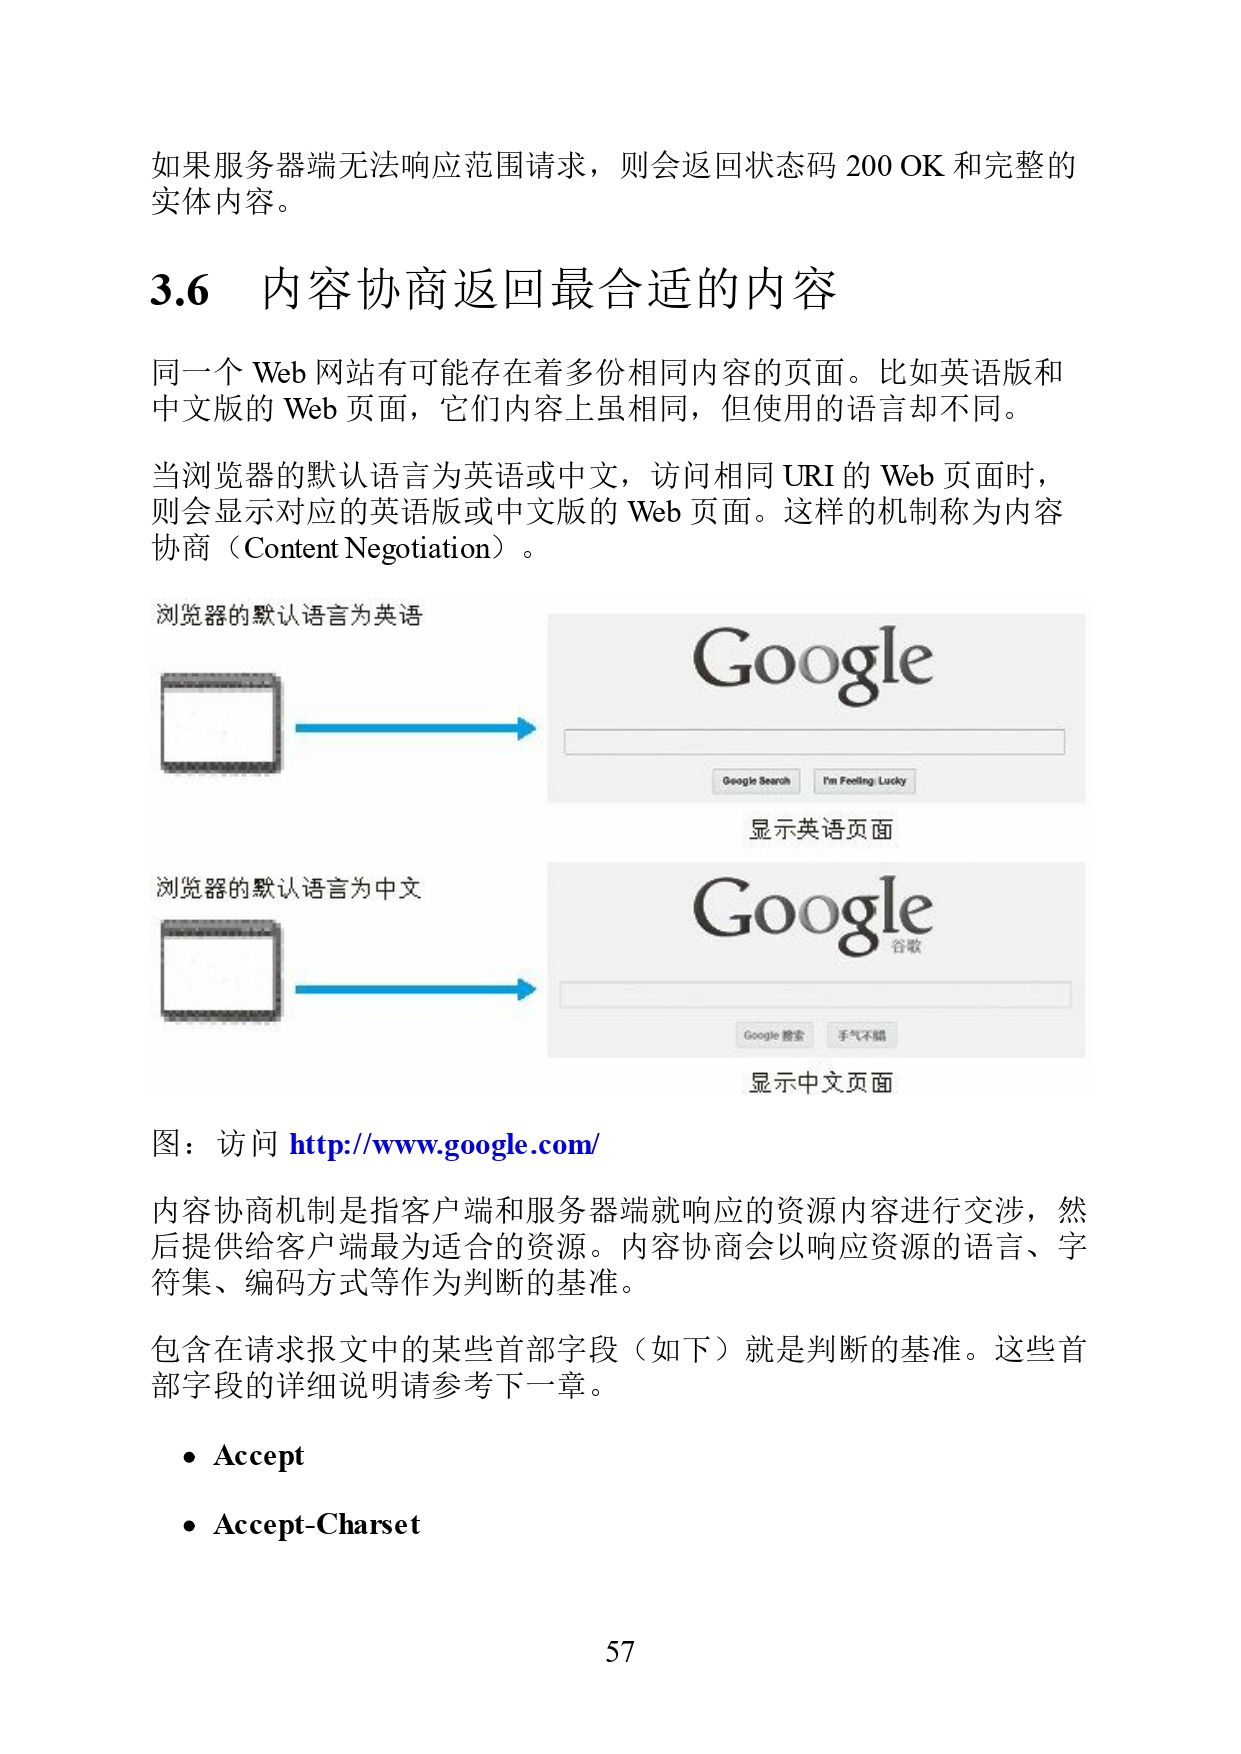 如果服务器端无法响应范围请求，则会返回状态码 200 OK 和完整的
实体内容。
3.6 内容协商返回最合适的内容
同一个 Web 网站有可能存在着多份相同内容的页面。比如英语版和
中文版的 Web 页面，它们内容上虽相同，但使用的语言却不同。
当浏览器的默认语言为英语或中文，访问相同 URI 的 Web 页面时，
则会显示对应的英语版或中文版的 Web 页面。这样的机制称为内容
协商（Content Negotiation）。
浏览器的默认语言为英语
Google
Google Search I'm Feeling Lucky
显示英语页面
浏览器的默认语言为中文
Google
谷歌
Google 搜索 手气不错
显示中文页面
图：访问 http://www.google.com/
内容协商机制是指客户端和服务器端就响应的资源内容进行交涉，然
后提供给客户端最为适合的资源。内容协商会以响应资源的语言、字
符集、编码方式等作为判断的基准。
包含在请求报文中的某些首部字段（如下）就是判断的基准。这些首
部字段的详细说明请参考下一章。
• Accept
• Accept-Charset
57